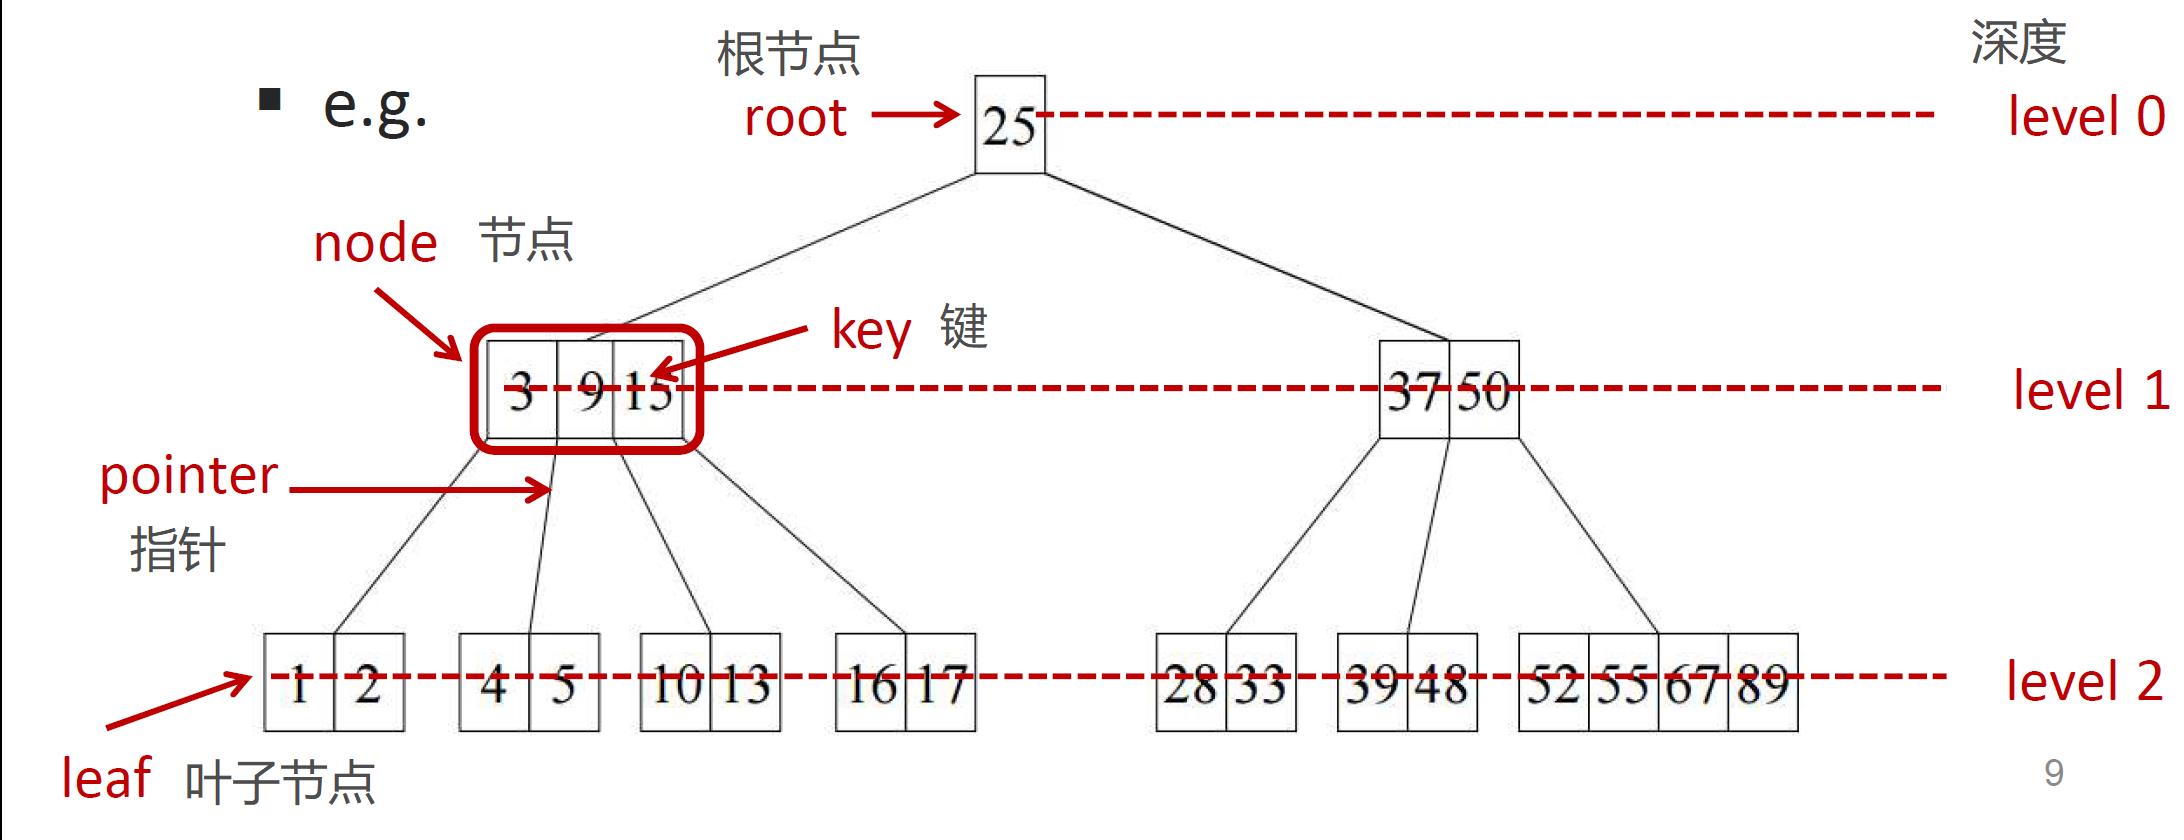 根节点
深度
▪ e.g.
root
25
level 0
node 节点
key 键
3 9 15
37 50
level 1
pointer
指针
1 2
4 5
10 13
16 17
28 33
39 48
52 55 67 89
level 2
leaf 叶子节点
9